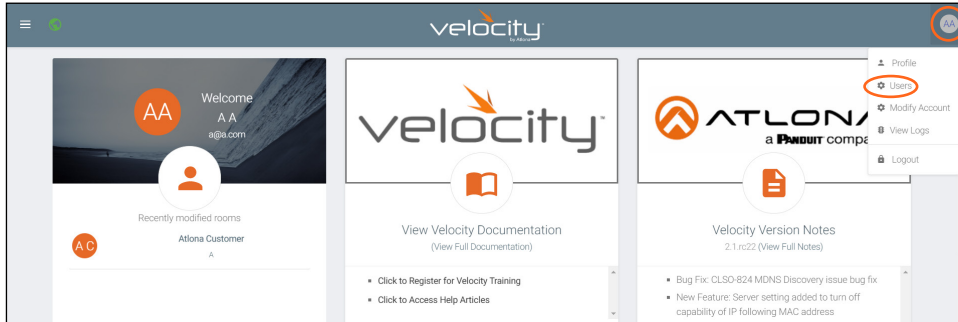 velocity
by Atlona
AA
Profile
Users
Modify Account
View Logs
Logout
AA
Welcome
A A
a@a.com
Recently modified rooms
A C
Atlona Customer
A
velocity
View Velocity Documentation
(View Full Documentation)
Click to Register for Velocity Training
Click to Access Help Articles
ATLONA
a PANDUIT compa
Velocity Version Notes
2.1.rc22 (View Full Notes)
Bug Fix: CLSO-824 MDNS Discovery issue bug fix
New Feature: Server setting added to turn off
capability of IP following MAC address